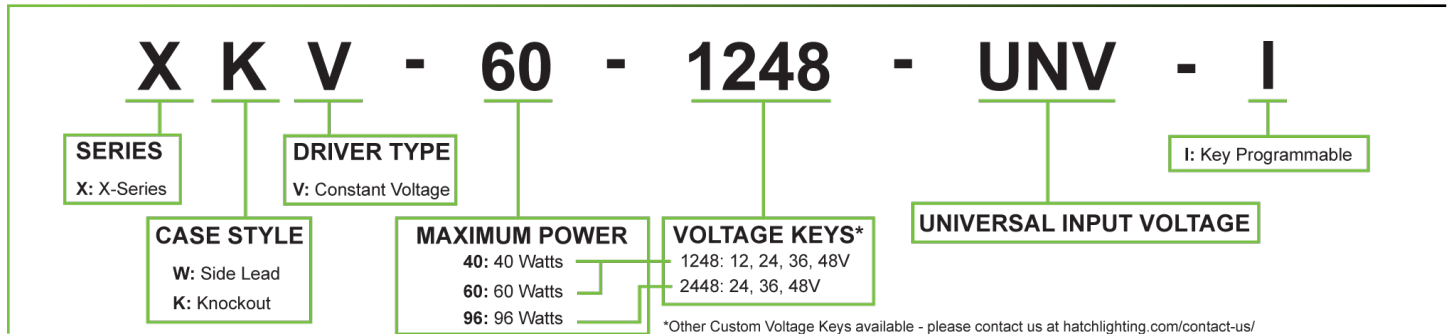 X K V - 60 - 1248 - UNV - I
SERIES
X: X-Series
DRIVER TYPE
V: Constant Voltage
I: Key Programmable
CASE STYLE
W: Side Lead
K: Knockout
MAXIMUM POWER
40: 40 Watts
60: 60 Watts
96: 96 Watts
VOLTAGE KEYS*
1248: 12, 24, 36, 48V
2448: 24, 36, 48V
UNIVERSAL INPUT VOLTAGE
*Other Custom Voltage Keys available - please contact us at hatchlighting.com/contact-us/